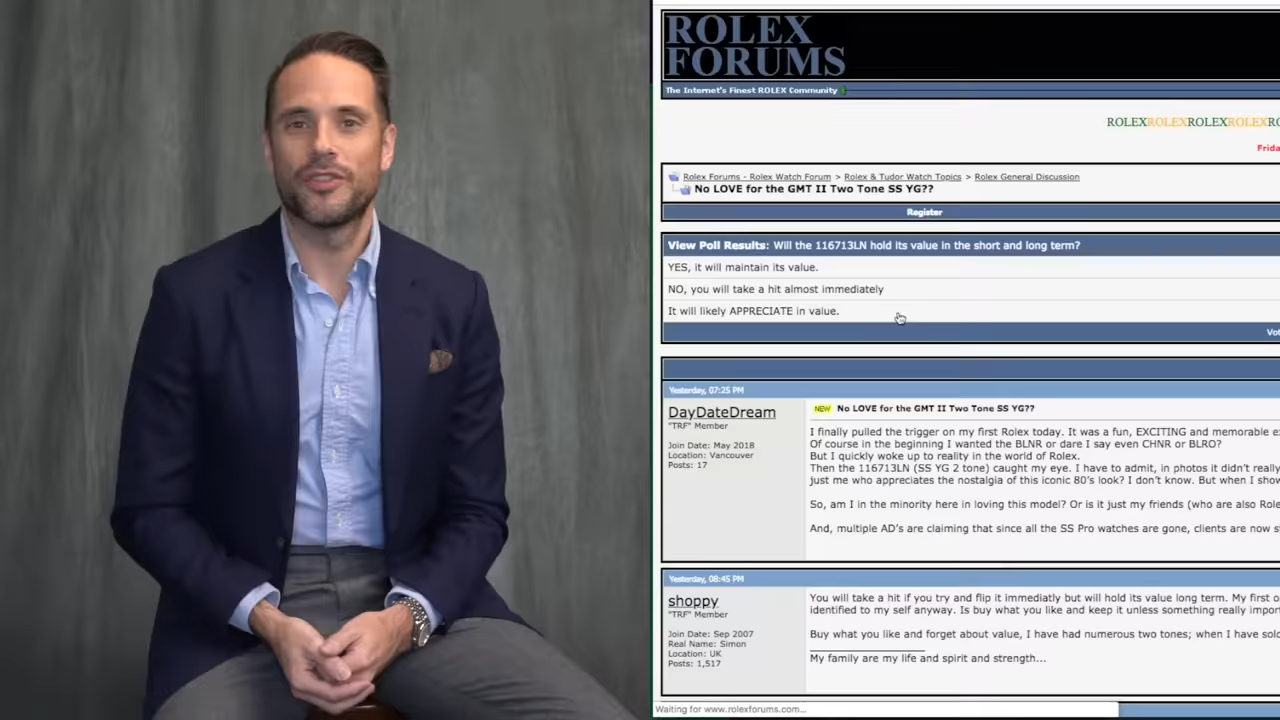 ROLEX
FORUMS
The Internet's Finest ROLEX Community
ROLEXROLEXROLEXROLEXRO
Frida
Rolex Forums - Rolex Watch Forum > Rolex & Tudor Watch Topics > Rolex General Discussion
No LOVE for the GMT II Two Tone SS YG??
Register
View Poll Results: Will the 116713LN hold its value in the short and long term?
YES, it will maintain its value.
NO, you will take a hit almost immediately
It will likely APPRECIATE in value.
Vot
Yesterday, 07:25 PM
DayDateDream
"TRF" Member
Join Date: May 2018
Location: Vancouver
Posts: 17
NEW No LOVE for the GMT II Two Tone SS YG??
I finally pulled the trigger on my first Rolex today. It was a fun, EXCITING and memorable e
Of course in the beginning I wanted the BLNR or dare I say even CHNR or BLRO?
But I quickly woke up to reality in the world of Rolex.
Then the 116713LN (SS YG 2 tone) caught my eye. I have to admit, in photos it didn't really
just me who appreciates the nostalgia of this iconic 80's look? I don't know. But when I show
So, am I in the minority here in loving this model? Or is it just my friends (who are also Role
And, multiple AD's are claiming that since all the SS Pro watches are gone, clients are now s
Yesterday, 08:45 PM
shoppy
"TRF" Member
Join Date: Sep 2007
Real Name: Simon
Location: UK
Posts: 1,517
You will take a hit if you try and flip it immediatly but will hold its value long term. My first o
identified to my self anyway. Is buy what you like and keep it unless something really impor
Buy what you like and forget about value, I have had numerous two tones; when I have sold
My family are my life and spirit and strength...
Waiting for www.rolexforums.com...